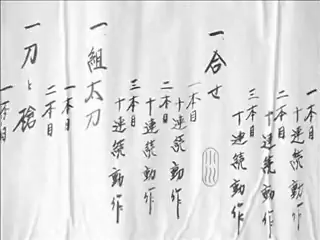 一本目
十連続動作
二本目
十連続動作
三本目
十連続動作
一 合せ
一本目
十連続動作
二本目
十連続動作
三本目
十連続動作
一 組太刀
一本目
二本目
一 刀と槍
一本目